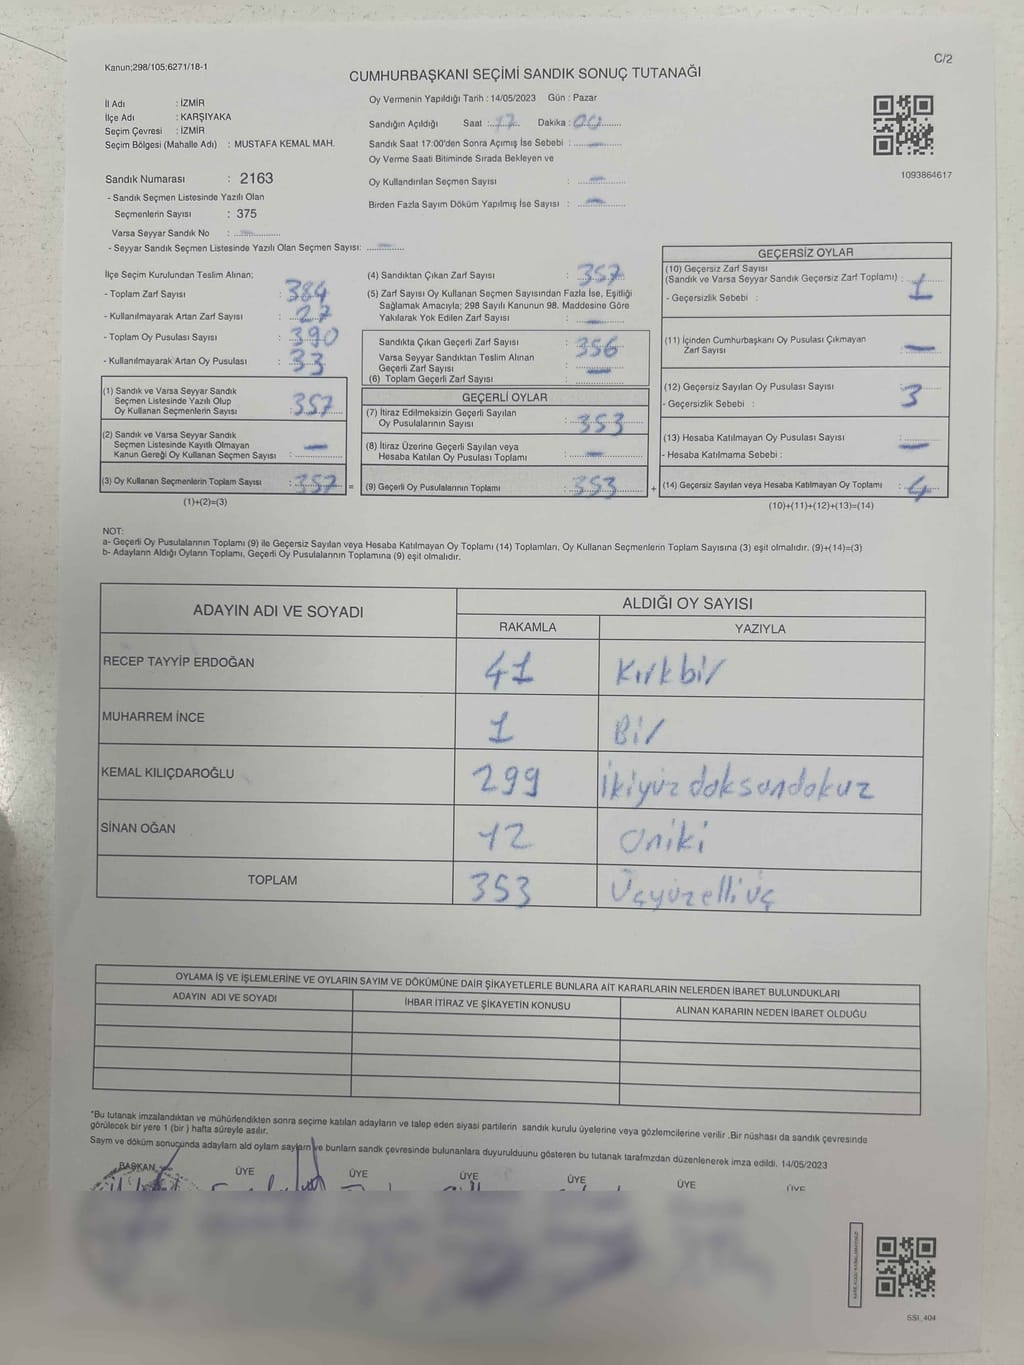 Kanun;298/105;6271/18-1
C/2
CUMHURBAŞKANI SEÇİMİ SANDIK SONUÇ TUTANAĞI
İl Adı : İZMİR
İlçe Adı : KARŞIYAKA
Seçim Çevresi : İZMİR
Seçim Bölgesi (Mahalle Adı) : MUSTAFA KEMAL MAH.
Sandık Numarası : 2163
- Sandık Seçmen Listesinde Yazılı Olan
Seçmenlerin Sayısı : 375
Varsa Seyyar Sandık No : —
- Seyyar Sandık Seçmen Listesinde Yazılı Olan Seçmen Sayısı: —
Oy Vermenin Yapıldığı Tarih : 14/05/2023 Gün : Pazar
Sandığın Açıldığı Saat : 17 Dakika : 00
Sandık Saat 17:00'den Sonra Açımış İse Sebebi : —
Oy Verme Saati Bitiminde Sırada Bekleyen ve
Oy Kullandırılan Seçmen Sayısı : —
Birden Fazla Sayım Döküm Yapılmış İse Sayısı : —
1093864617
İlçe Seçim Kurulundan Teslim Alınan;
- Toplam Zarf Sayısı : 384
- Kullanılmayarak Artan Zarf Sayısı : 27
- Toplam Oy Pusulası Sayısı : 390
- Kullanılmayarak Artan Oy Pusulası : 33
(1) Sandık ve Varsa Seyyar Sandık
Seçmen Listesinde Yazılı Olup
Oy Kullanan Seçmenlerin Sayısı : 357
(2) Sandık ve Varsa Seyyar Sandık
Seçmen Listesinde Kayıtlı Olmayan
Kanun Gereği Oy Kullanan Seçmen Sayısı : —
(3) Oy Kullanan Seçmenlerin Toplam Sayısı : 357 =
(1)+(2)=(3)
(4) Sandıktan Çıkan Zarf Sayısı : 357
(5) Zarf Sayısı Oy Kullanan Seçmen Sayısından Fazla İse, Eşitliği
Sağlamak Amacıyla; 298 Sayılı Kanunun 98. Maddesine Göre
Yakılarak Yok Edilen Zarf Sayısı : —
Sandıkta Çıkan Geçerli Zarf Sayısı : 356
Varsa Seyyar Sandıktan Teslim Alınan
Geçerli Zarf Sayısı : —
(6) Toplam Geçerli Zarf Sayısı :
GEÇERLİ OYLAR
(7) İtiraz Edilmeksizin Geçerli Sayılan
Oy Pusulalarının Sayısı : 353
(8) İtiraz Üzerine Geçerli Sayılan veya
Hesaba Katılan Oy Pusulası Toplamı : —
(9) Geçerli Oy Pusulalarının Toplamı : 353 +
GEÇERSİZ OYLAR
(10) Geçersiz Zarf Sayısı
(Sandık ve Varsa Seyyar Sandık Geçersiz Zarf Toplamı) : 1
- Geçersizlik Sebebi :
(11) İçinden Cumhurbaşkanı Oy Pusulası Çıkmayan
Zarf Sayısı : —
(12) Geçersiz Sayılan Oy Pusulası Sayısı : 3
- Geçersizlik Sebebi :
(13) Hesaba Katılmayan Oy Pusulası Sayısı : —
- Hesaba Katılmama Sebebi :
(14) Geçersiz Sayılan veya Hesaba Katılmayan Oy Toplamı : 4
(10)+(11)+(12)+(13)=(14)
NOT:
a- Geçerli Oy Pusulalarının Toplamı (9) ile Geçersiz Sayılan veya Hesaba Katılmayan Oy Toplamı (14) Toplamları, Oy Kullanan Seçmenlerin Toplam Sayısına (3) eşit olmalıdır. (9)+(14)=(3)
b- Adayların Aldığı Oyların Toplamı, Geçerli Oy Pusulalarının Toplamına (9) eşit olmalıdır.
ADAYIN ADI VE SOYADI
ALDIĞI OY SAYISI
RAKAMLA YAZIYLA
RECEP TAYYİP ERDOĞAN 41 Kırkbir
MUHARREM İNCE 1 Bir
KEMAL KILIÇDAROĞLU 299 İkiyüz doksandokuz
SİNAN OĞAN 12 Oniki
TOPLAM 353 Üçyüzelliüç
OYLAMA İŞ VE İŞLEMLERİNE VE OYLARIN SAYIM VE DÖKÜMÜNE DAİR ŞİKAYETLERLE BUNLARA AİT KARARLARIN NELERDEN İBARET BULUNDUKLARI
ADAYIN ADI VE SOYADI İHBAR İTİRAZ VE ŞİKAYETİN KONUSU ALINAN KARARIN NEDEN İBARET OLDUĞU
*Bu tutanak imzalandıktan ve mühürlendikten sonra seçime katılan adayların ve talep eden siyasi partilerin sandık kurulu üyelerine veya gözlemcilerine verilir .Bir nüshası da sandık çevresinde
görülecek bir yere 1 (bir ) hafta süreyle asılır.
Sayım ve döküm sonuçunda adayların ald oyların sayların ve bunların sandk çevresinde bulunanlara duyurulduunu gösteren bu tutanak tarafmzdan düzenlenerek imza edildi. 14/05/2023
BAŞKAN ÜYE ÜYE ÜYE ÜYE ÜYE ÜYE
SSI_404